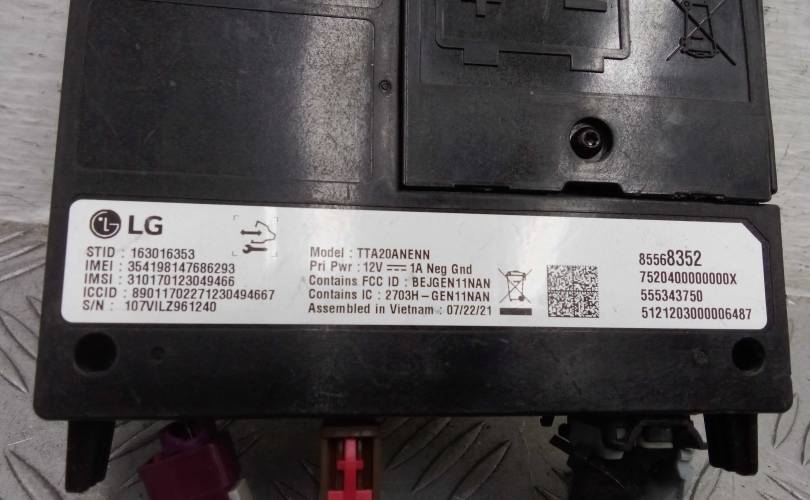 LG
STID : 163016353
IMEI : 354198147686293
IMSI : 310170123049466
ICCID : 89011702271230494667
S/N : 107VILZ961240
Model : TTA20ANENN
Pri Pwr : 12V ⎓ 1A Neg Gnd
Contains FCC ID : BEJGEN11NAN
Contains IC : 2703H-GEN11NAN
Assembled in Vietnam : 07/22/21
85568352
7520400000000X
555343750
5121203000006487